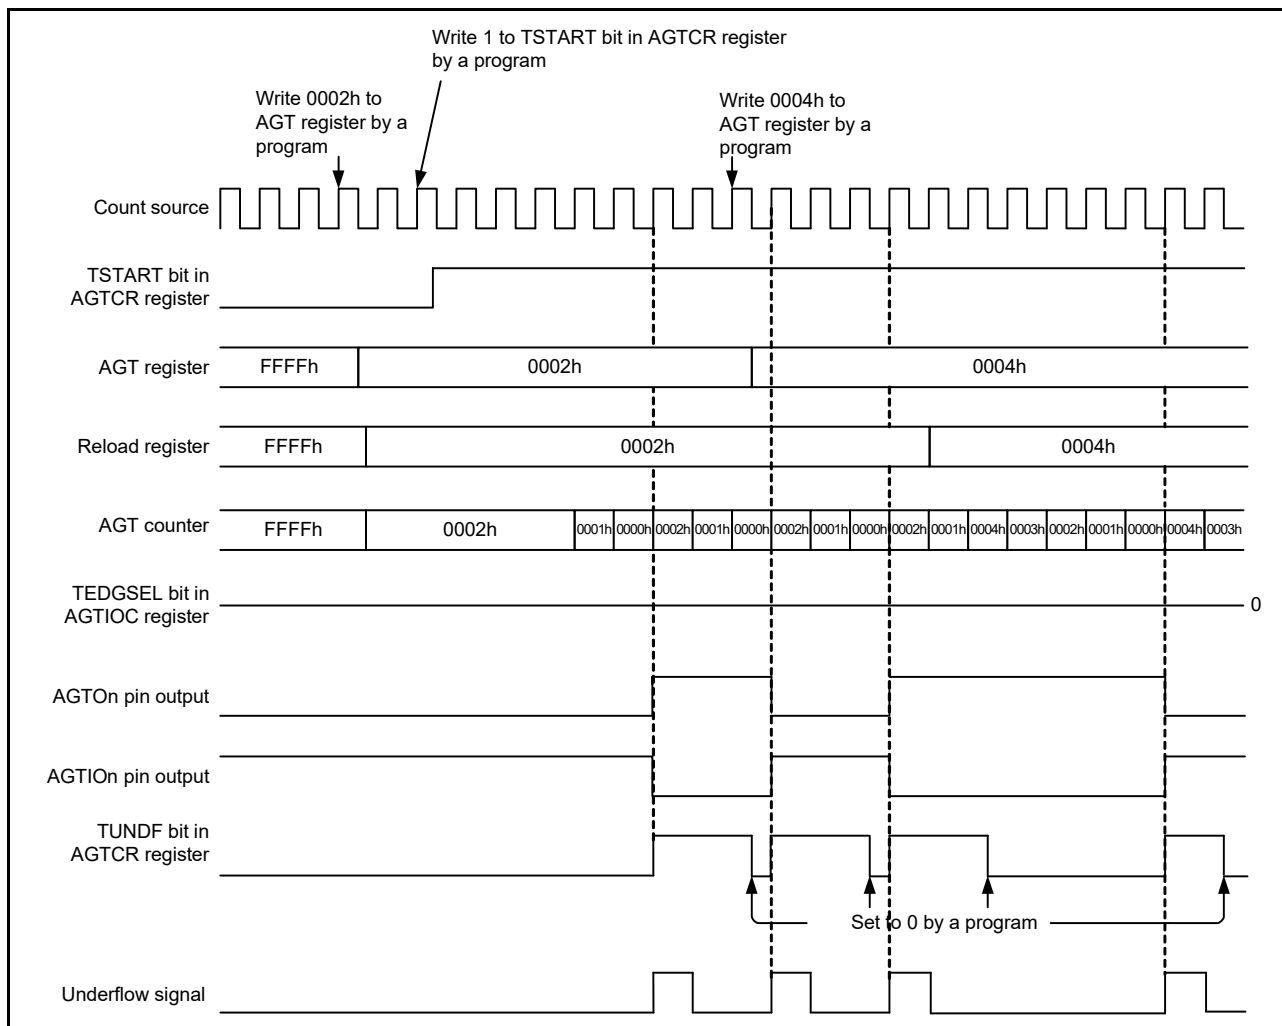 Write 1 to TSTART bit in AGTCR register
by a program
Write 0002h to
AGT register by a
program
Write 0004h to
AGT register by a
program
Count source
TSTART bit in
AGTCR register
AGT register
FFFFh
0002h
0004h
Reload register
FFFFh
0002h
0004h
AGT counter
FFFFh
0002h
0001h
0000h
0002h
0001h
0000h
0002h
0001h
0000h
0002h
0001h
0004h
0003h
0002h
0001h
0000h
0004h
0003h
TEDGSEL bit in
AGTIOC register
0
AGTOn pin output
AGTIOn pin output
TUNDF bit in
AGTCR register
Set to 0 by a program
Underflow signal